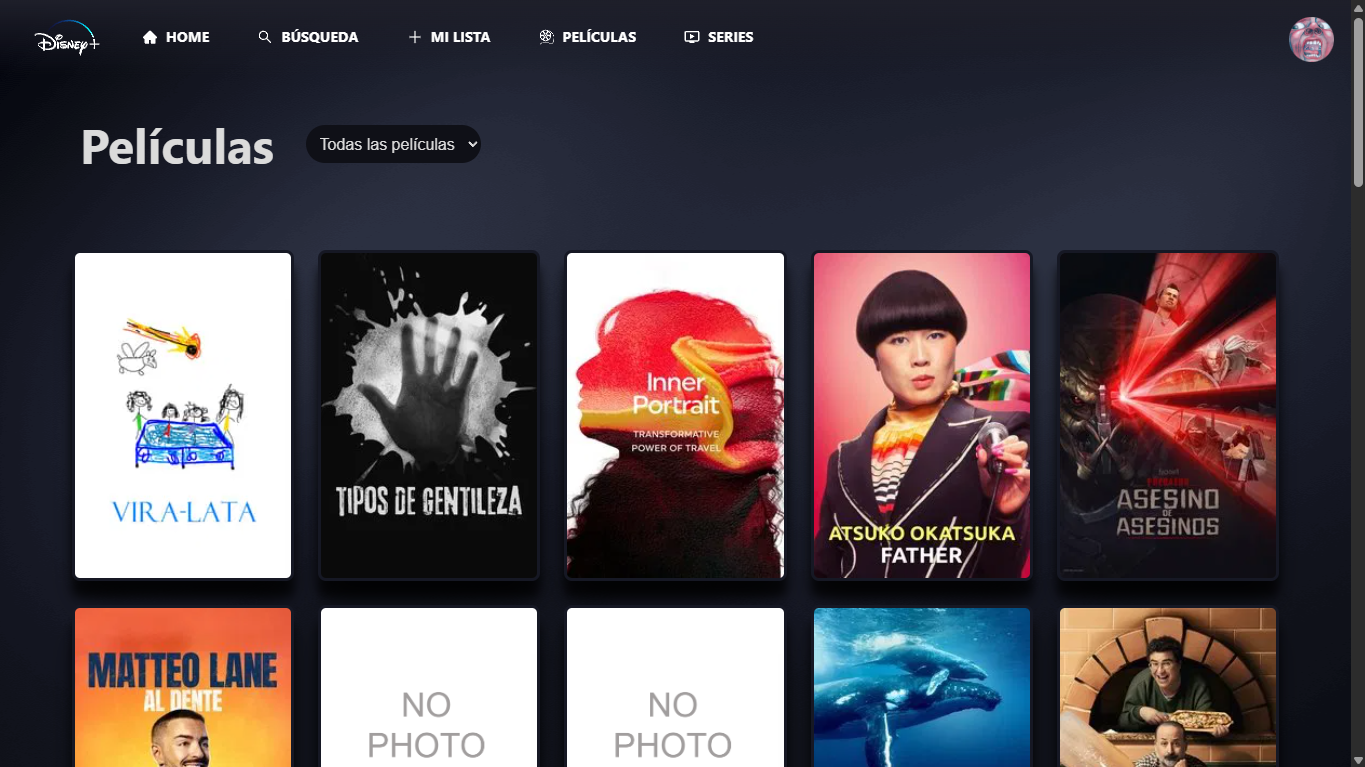 Disney+
HOME
BÚSQUEDA
MI LISTA
PELÍCULAS
SERIES
Películas
Todas las películas
VIRA-LATA
TIPOS DE GENTILEZA
Inner
Portrait
TRANSFORMATIVE
POWER OF TRAVEL
ATSUKO OKATSUKA
FATHER
PREDATOR
ASESINO
DE
ASESINOS
MATTEO LANE
AL DENTE
NO
PHOTO
NO
PHOTO